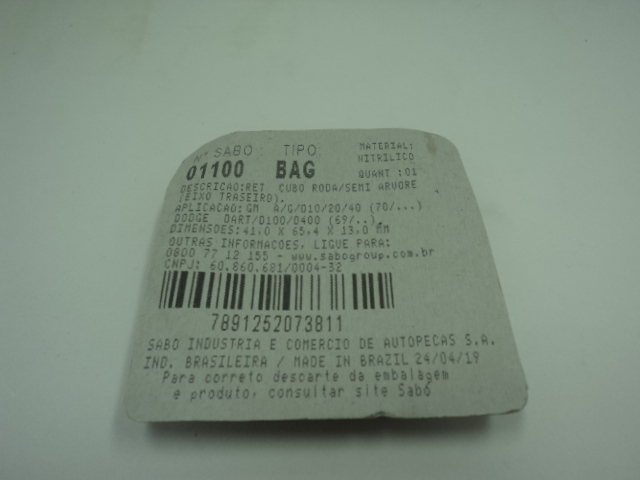 Nº SABO TIPO MATERIAL:
NITRILICO
01100 BAG QUANT :01
DESCRICAO:RET CUBO RODA/SEMI ARVORE
(EIXO TRASEIRO).
APLICACAO:GM A/C/D10/20/40 (70/...)
DODGE DART/D100/D400 (69/..).
DIMENSOES:41,0 X 65,4 X 13,0 MM
OUTRAS INFORMACOES, LIGUE PARA:
0800 77 12 155 - www.sabogroup.com.br
CNPJ: 60.860.681/0004-32
7891252073811
SABO INDUSTRIA E COMERCIO DE AUTOPECAS S.A.
IND. BRASILEIRA / MADE IN BRAZIL 24/04/19
Para correto descarte da embalagem
e produto, consultar site Sabó